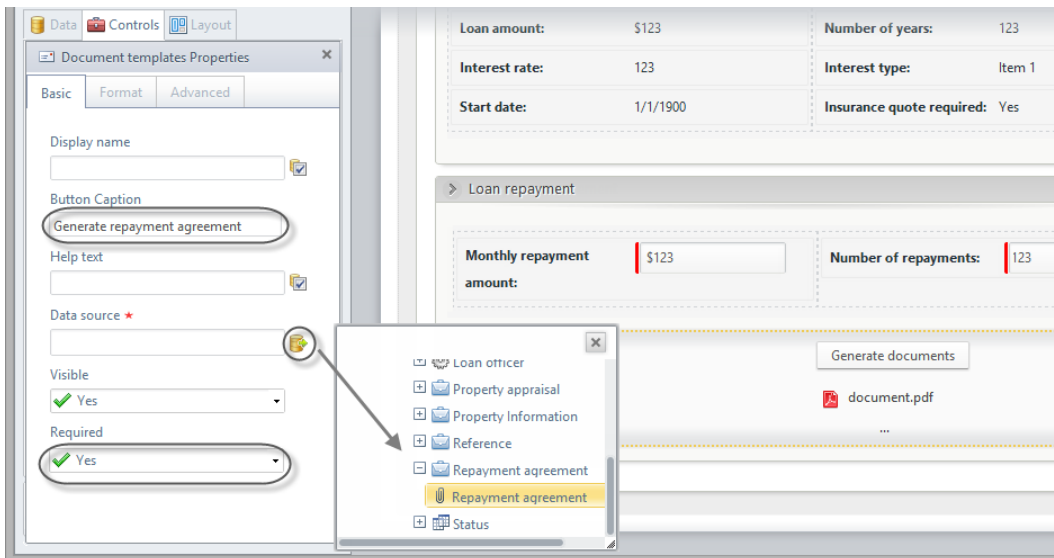 Data Controls Layout
Document templates Properties
Basic Format Advanced
Display name
Button Caption
Generate repayment agreement
Help text
Data source *
Visible
Yes
Required
Yes
Loan officer
Property appraisal
Property Information
Reference
Repayment agreement
Repayment agreement
Status
Loan amount: $123 Number of years: 123
Interest rate: 123 Interest type: Item 1
Start date: 1/1/1900 Insurance quote required: Yes
Loan repayment
Monthly repayment
amount:
$123
Number of repayments: 123
Generate documents
document.pdf
...